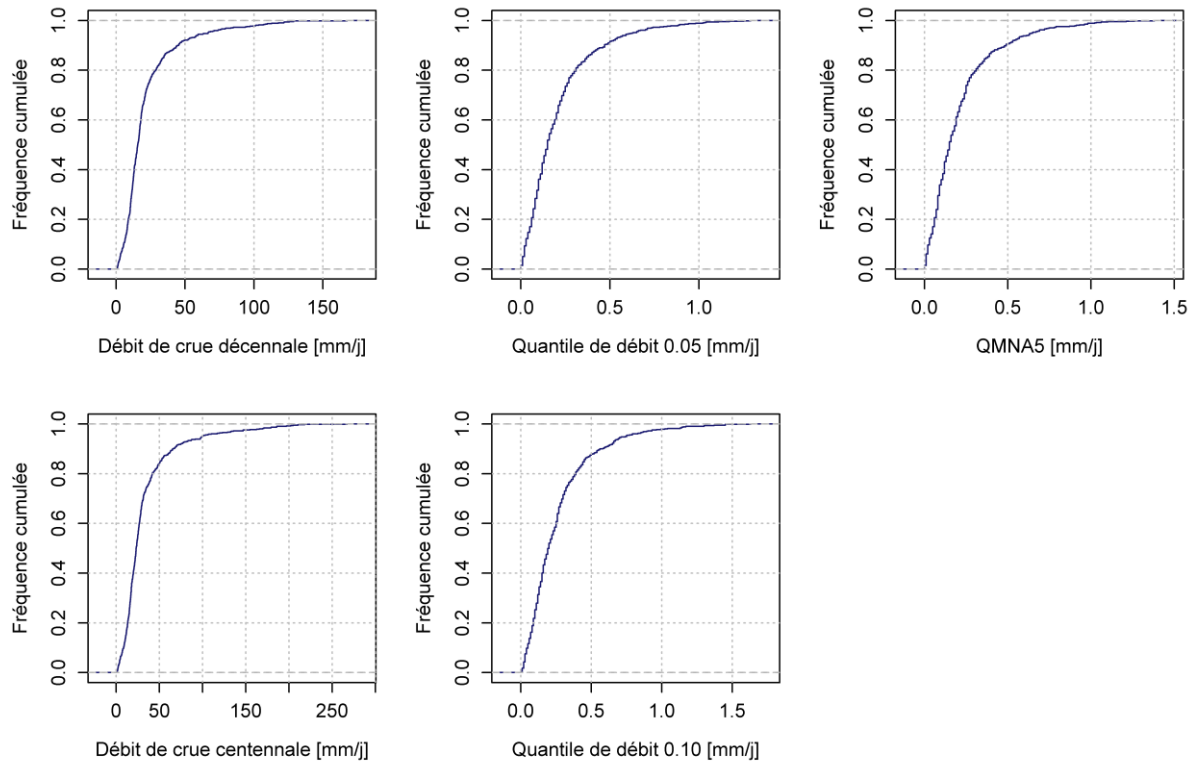 Fréquence cumulée
0.0 0.2 0.4 0.6 0.8 1.0
0 50 100 150
Débit de crue décennale [mm/j]
Fréquence cumulée
0.0 0.2 0.4 0.6 0.8 1.0
0.0 0.5 1.0
Quantile de débit 0.05 [mm/j]
Fréquence cumulée
0.0 0.2 0.4 0.6 0.8 1.0
0.0 0.5 1.0 1.5
QMNA5 [mm/j]
Fréquence cumulée
0.0 0.2 0.4 0.6 0.8 1.0
0 50 150 250
Débit de crue centennale [mm/j]
Fréquence cumulée
0.0 0.2 0.4 0.6 0.8 1.0
0.0 0.5 1.0 1.5
Quantile de débit 0.10 [mm/j]